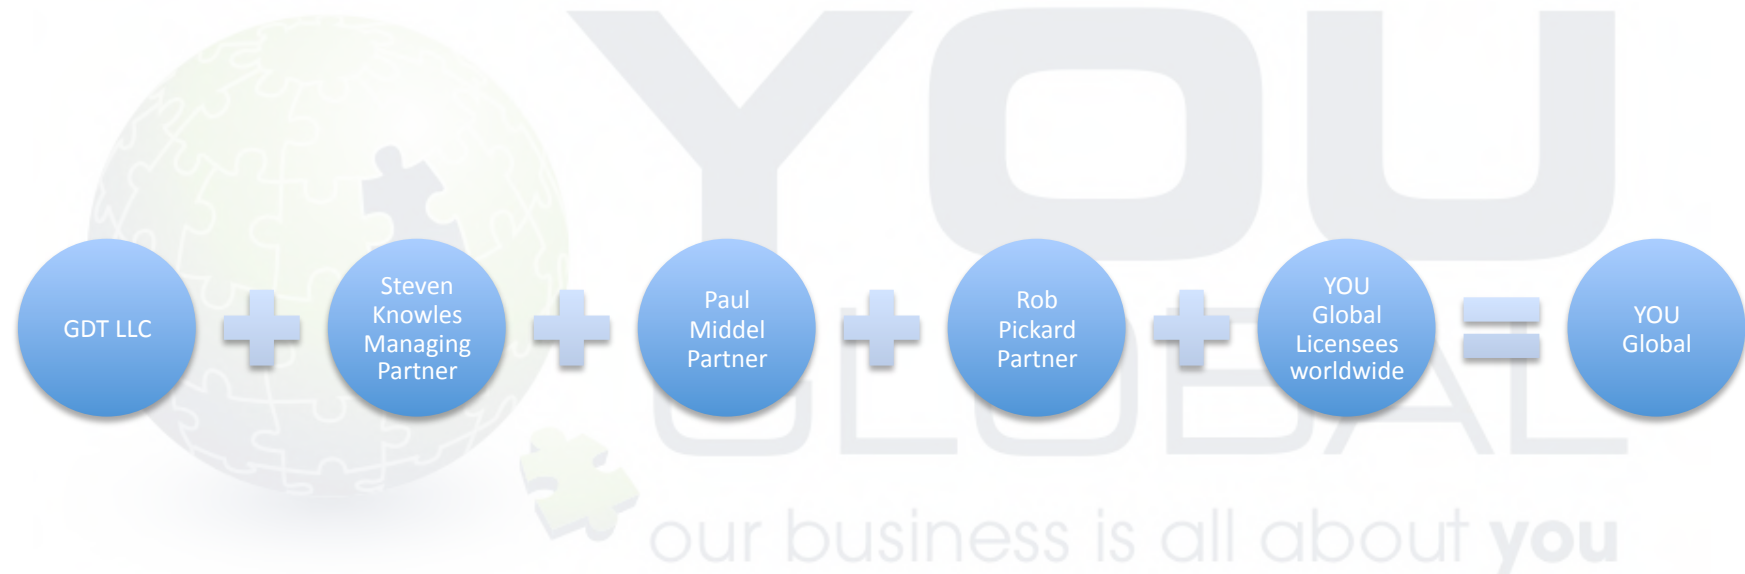 YOU
GLOBAL
our business is all about you
GDT LLC
Steven
Knowles
Managing
Partner
Paul
Middel
Partner
Rob
Pickard
Partner
YOU
Global
Licensees
worldwide
YOU
Global